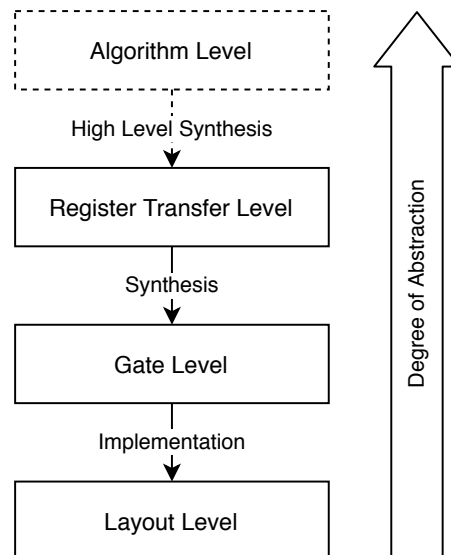 Algorithm Level
High Level Synthesis
Register Transfer Level
Synthesis
Gate Level
Implementation
Layout Level
Degree of Abstraction